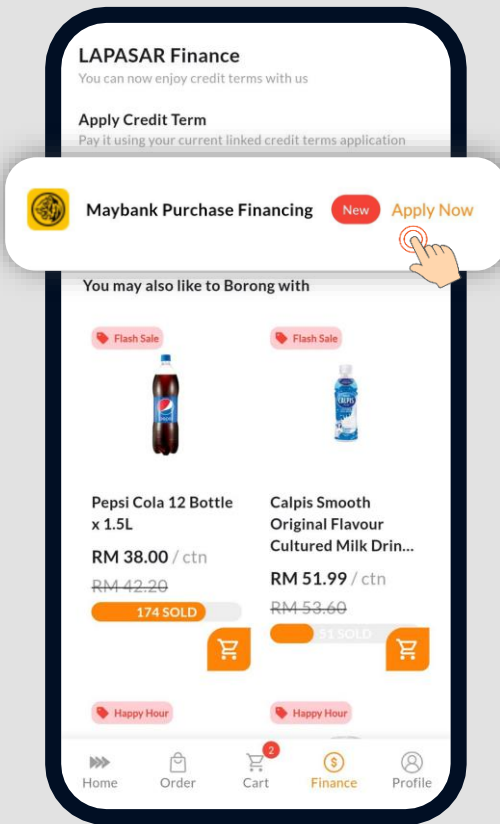 LAPASAR Finance
You can now enjoy credit terms with us
Apply Credit Term
Pay it using your current linked credit terms application
Maybank Purchase Financing New Apply Now
You may also like to Borong with
Flash Sale
Flash Sale
pepsi
CALPIS
Pepsi Cola 12 Bottle
x 1.5L
RM 38.00 / ctn
RM 42.20
174 SOLD
Calpis Smooth
Original Flavour
Cultured Milk Drin...
RM 51.99 / ctn
RM 53.60
51 SOLD
Happy Hour
Happy Hour
2
Home
Order
Cart
Finance
Profile